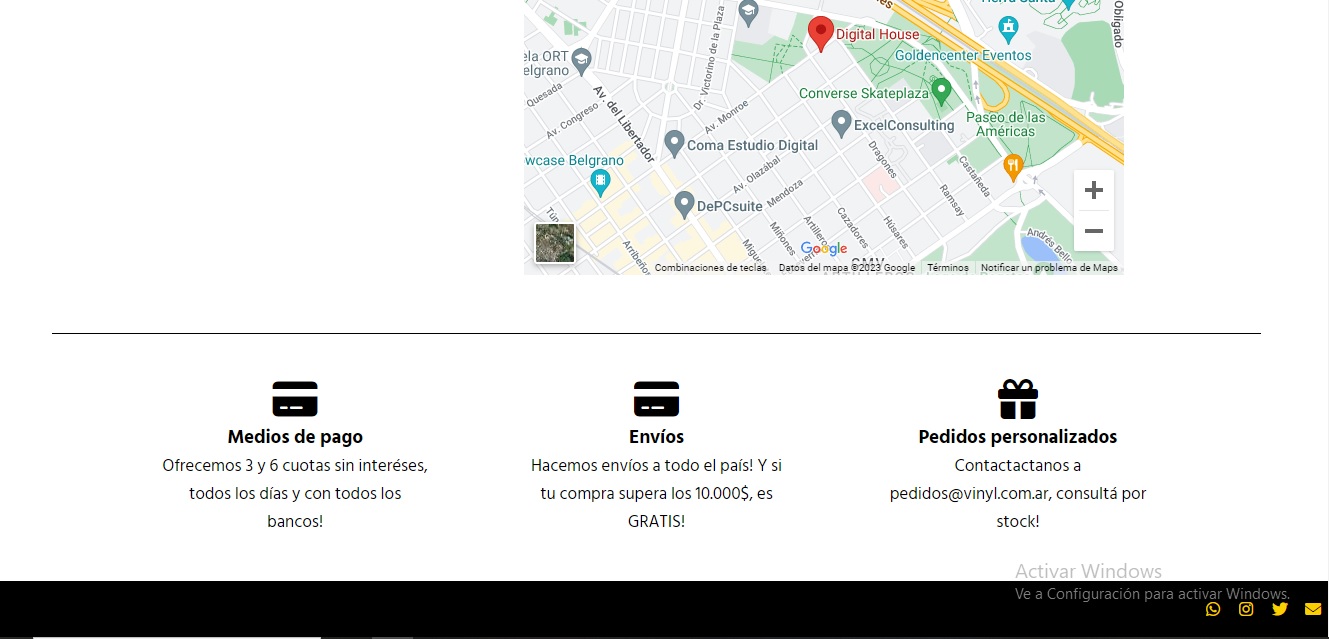 Tierra Santa
Obligado
Digital House
Goldencenter Eventos
ela ORT
elgrano
Dr. Victorino de la Plaza
Quesada
Av. del Libertador
Av. Congreso
Av. Monroe
Converse Skateplaza
ExcelConsulting
Paseo de las
Américas
Coma Estudio Digital
wcase Belgrano
Av. Olazábal
Mendoza
Dragones
Castañeda
Ramsay
DePCsuite
Cazadores
Húsares
Miñones
Arribeños
Andrés Bello
Google
Combinaciones de teclas
Datos del mapa ©2023 Google
Términos
Notificar un problema de Maps
Medios de pago
Ofrecemos 3 y 6 cuotas sin interéses,
todos los días y con todos los
bancos!
Envíos
Hacemos envíos a todo el país! Y si
tu compra supera los 10.000$, es
GRATIS!
Pedidos personalizados
Contactactanos a
pedidos@vinyl.com.ar, consultá por
stock!
Activar Windows
Ve a Configuración para activar Windows.